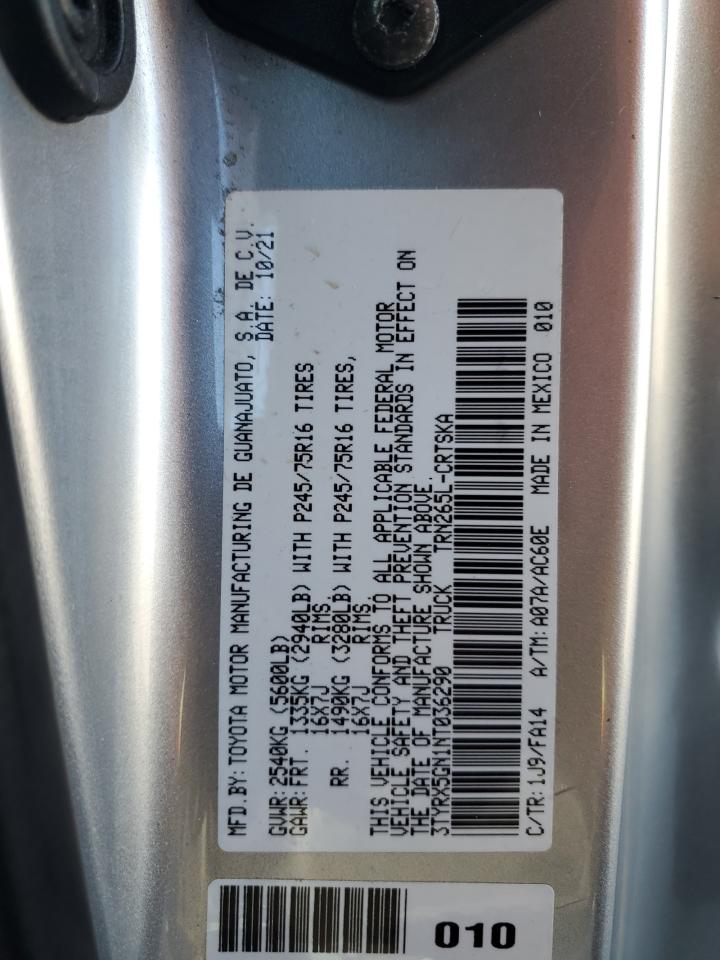 MFD.BY:TOYOTA MOTOR MANUFACTURING DE GUANAJUATO, S.A. DE C.V.
DATE: 10/21
GVWR:2540KG (5600LB)
GAWR:FRT. 1335KG (2940LB) WITH P245/75R16 TIRES
16X7J RIMS.
RR. 1490KG (3280LB) WITH P245/75R16 TIRES,
16X7J RIMS
THIS VEHICLE CONFORMS TO ALL APPLICABLE FEDERAL MOTOR
VEHICLE SAFETY AND THEFT PREVENTION STANDARDS IN EFFECT ON
THE DATE OF MANUFACTURE SHOWN ABOVE.
3TYRX5GN1NT036290 TRUCK TRN265L-CRTSKA
C/TR:1J9/FA14 A/TM:A07A/AC60E MADE IN MEXICO 010
010